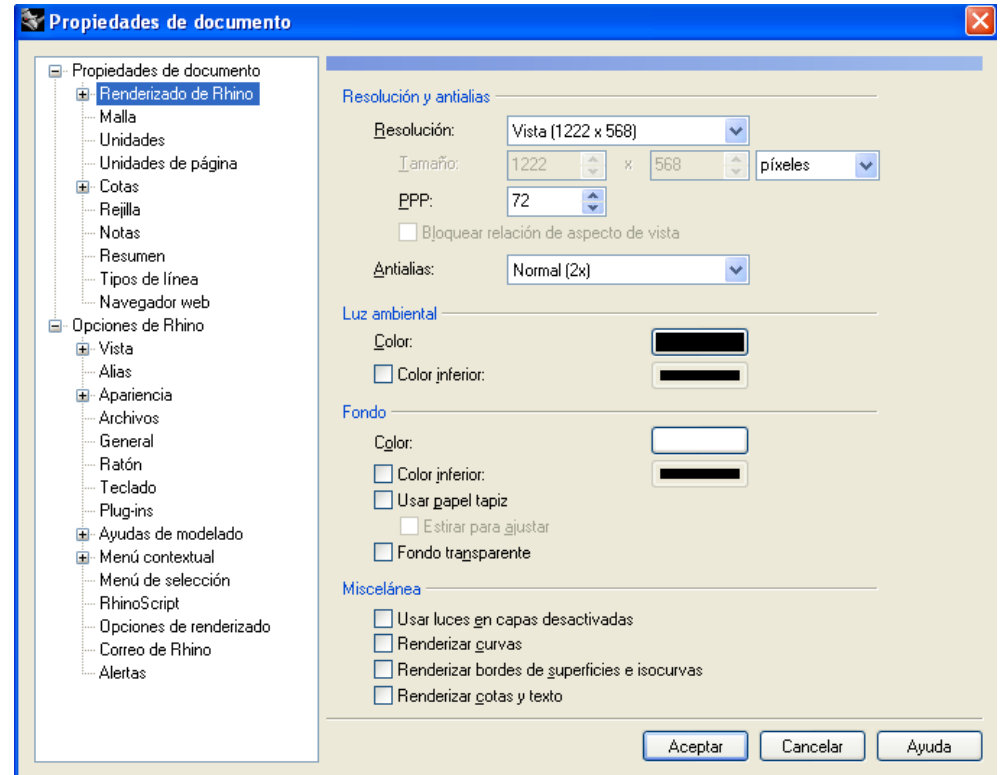 Propiedades de documento
Propiedades de documento
Renderizado de Rhino
Malla
Unidades
Unidades de página
Cotas
Rejilla
Notas
Resumen
Tipos de línea
Navegador web
Opciones de Rhino
Vista
Alias
Apariencia
Archivos
General
Ratón
Teclado
Plug-ins
Ayudas de modelado
Menú contextual
Menú de selección
RhinoScript
Opciones de renderizado
Correo de Rhino
Alertas
Resolución y antialias
Resolución: Vista (1222 x 568)
Tamaño: 1222 x 568 píxeles
PPP: 72
Bloquear relación de aspecto de vista
Antialias: Normal (2x)
Luz ambiental
Color:
Color inferior:
Fondo
Color:
Color inferior:
Usar papel tapiz
Estirar para ajustar
Fondo transparente
Miscelánea
Usar luces en capas desactivadas
Renderizar curvas
Renderizar bordes de superficies e isocurvas
Renderizar cotas y texto
Aceptar Cancelar Ayuda